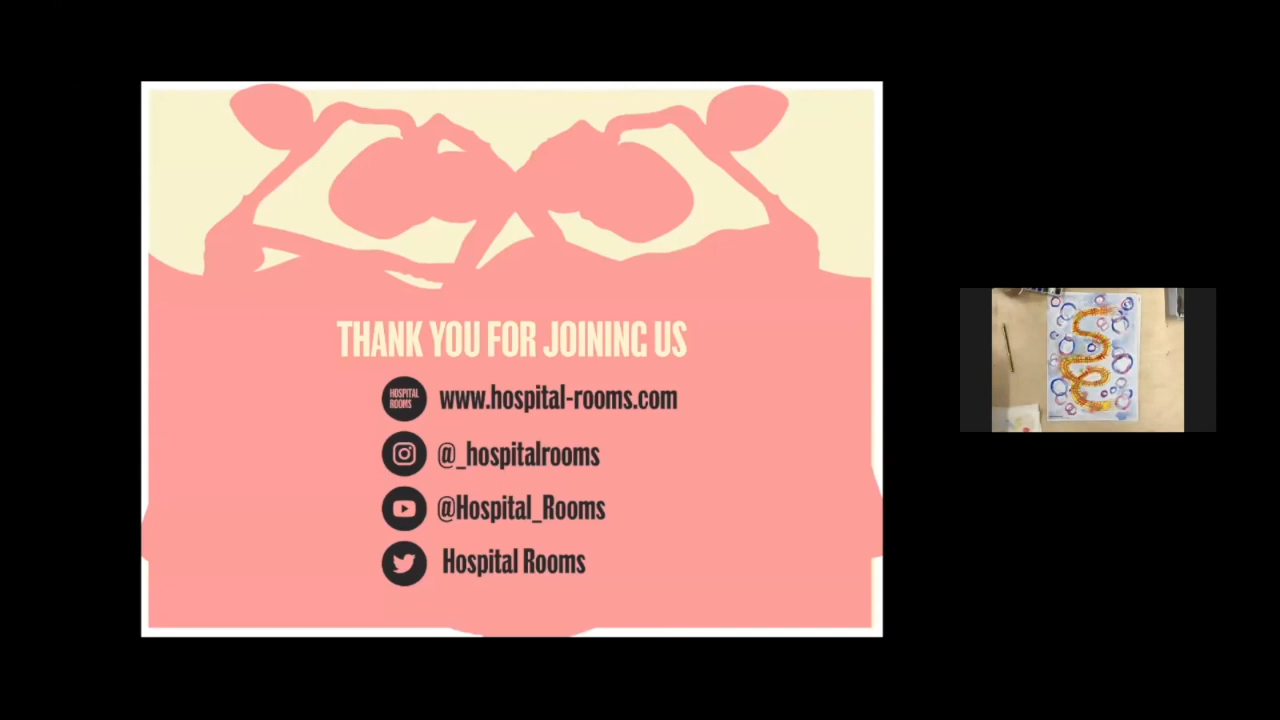 THANK YOU FOR JOINING US
HOSPITAL
ROOMS
www.hospital-rooms.com
@_hospitalrooms
@Hospital_Rooms
Hospital Rooms